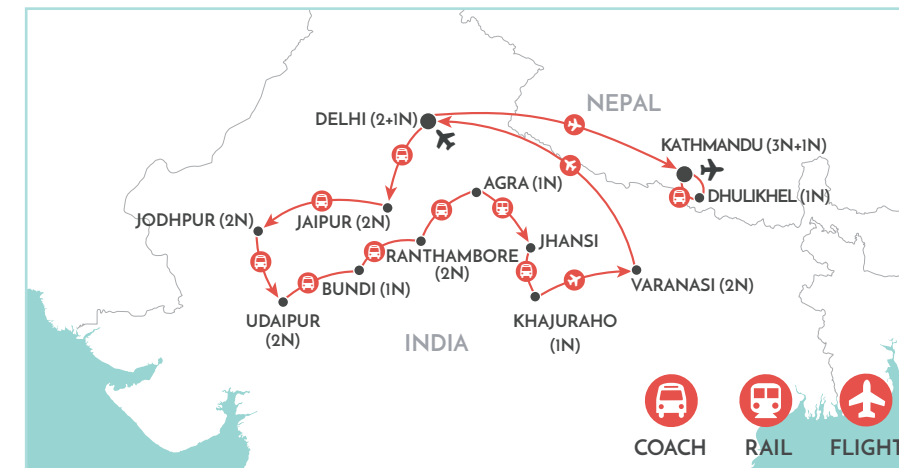 NEPAL
DELHI (2+1N)
KATHMANDU (3N+1N)
AGRA (1N)
DHULIKHEL (1N)
JODHPUR (2N)
JAIPUR (2N)
JHANSI
RANTHAMBORE
(2N)
BUNDI (1N)
VARANASI (2N)
UDAIPUR
(2N)
KHAJURAHO
(1N)
INDIA
COACH
RAIL
FLIGHT